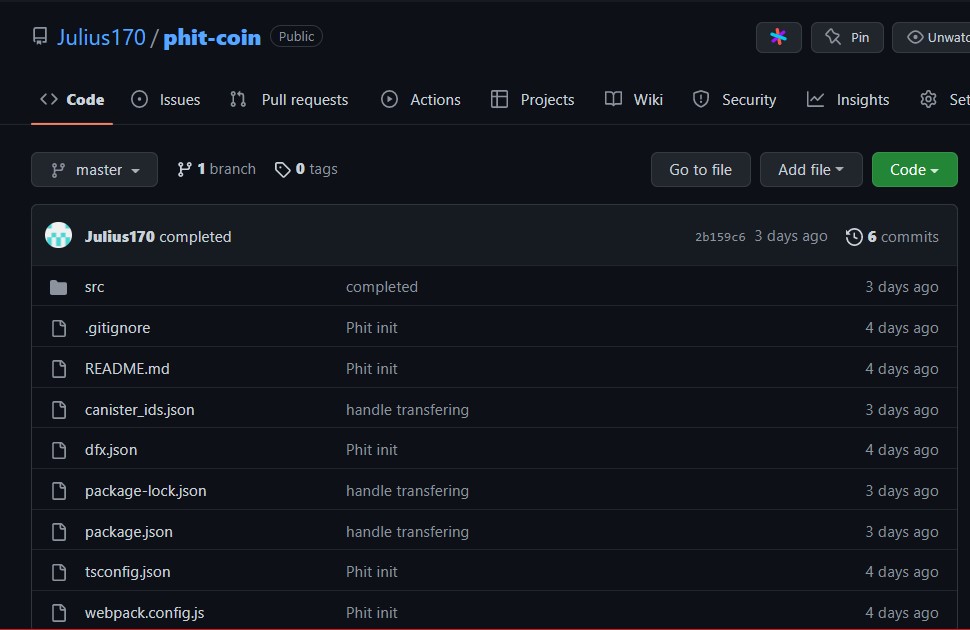 Julius170 / phit-coin Public Pin Unwatc
Code Issues Pull requests Actions Projects Wiki Security Insights Set
master 1 branch 0 tags Go to file Add file Code
Julius170 completed 2b159c6 3 days ago 6 commits
src completed 3 days ago
.gitignore Phit init 4 days ago
README.md Phit init 4 days ago
canister_ids.json handle transfering 3 days ago
dfx.json Phit init 4 days ago
package-lock.json handle transfering 3 days ago
package.json handle transfering 3 days ago
tsconfig.json Phit init 4 days ago
webpack.config.js Phit init 4 days ago